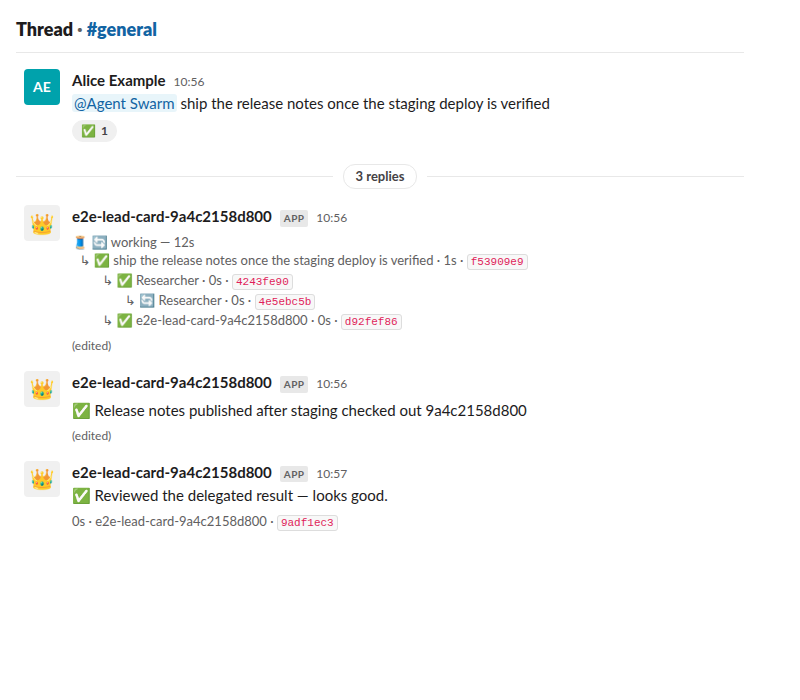 Thread • #general
AE
Alice Example 10:56
@Agent Swarm ship the release notes once the staging deploy is verified
✅ 1
3 replies
e2e-lead-card-9a4c2158d800 APP 10:56
🧵 🔄 working — 12s
↳ ✅ ship the release notes once the staging deploy is verified · 1s · f53909e9
↳ ✅ Researcher · 0s · 4243fe90
↳ 🔄 Researcher · 0s · 4e5ebc5b
↳ ✅ e2e-lead-card-9a4c2158d800 · 0s · d92fef86
(edited)
e2e-lead-card-9a4c2158d800 APP 10:56
✅ Release notes published after staging checked out 9a4c2158d800
(edited)
e2e-lead-card-9a4c2158d800 APP 10:57
✅ Reviewed the delegated result — looks good.
0s · e2e-lead-card-9a4c2158d800 · 9adf1ec3